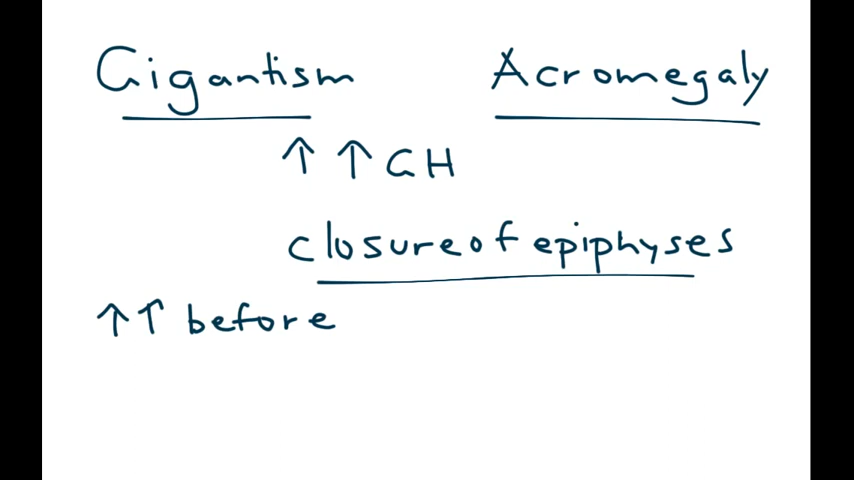 Gigantism Acromegaly
↑ ↑ GH
closure of epiphyses
↑↑ before